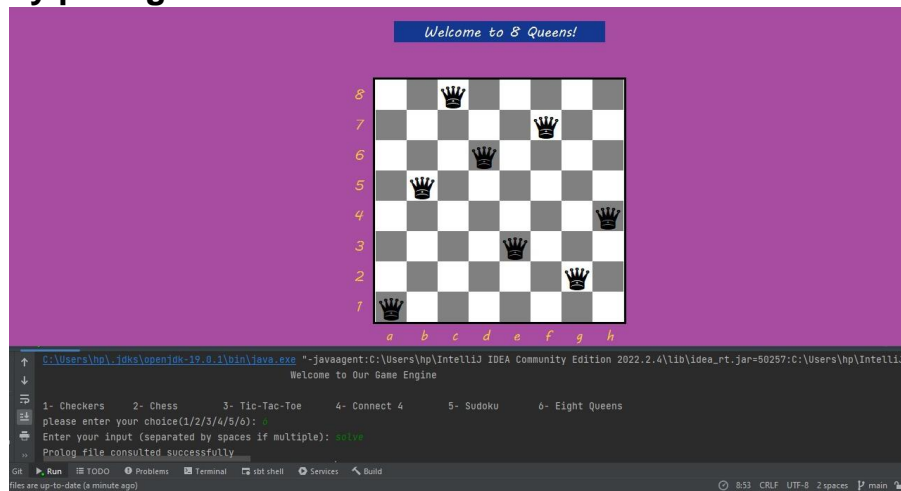 Welcome to 8 Queens!
8
7
6
5
4
3
2
1
a b c d e f g h
C:\Users\hp\.jdks\openjdk-19.0.1\bin\java.exe "-javaagent:C:\Users\hp\IntelliJ IDEA Community Edition 2022.2.4\lib\idea_rt.jar=50257:C:\Users\hp\Intelli
Welcome to Our Game Engine
1- Checkers 2- Chess 3- Tic-Tac-Toe 4- Connect 4 5- Sudoku 6- Eight Queens
please enter your choice(1/2/3/4/5/6): 6
Enter your input (separated by spaces if multiple): solve
Prolog file consulted successfully
Git Run TODO Problems Terminal sbt shell Services Build
files are up-to-date (a minute ago) 8:53 CRLF UTF-8 2 spaces main